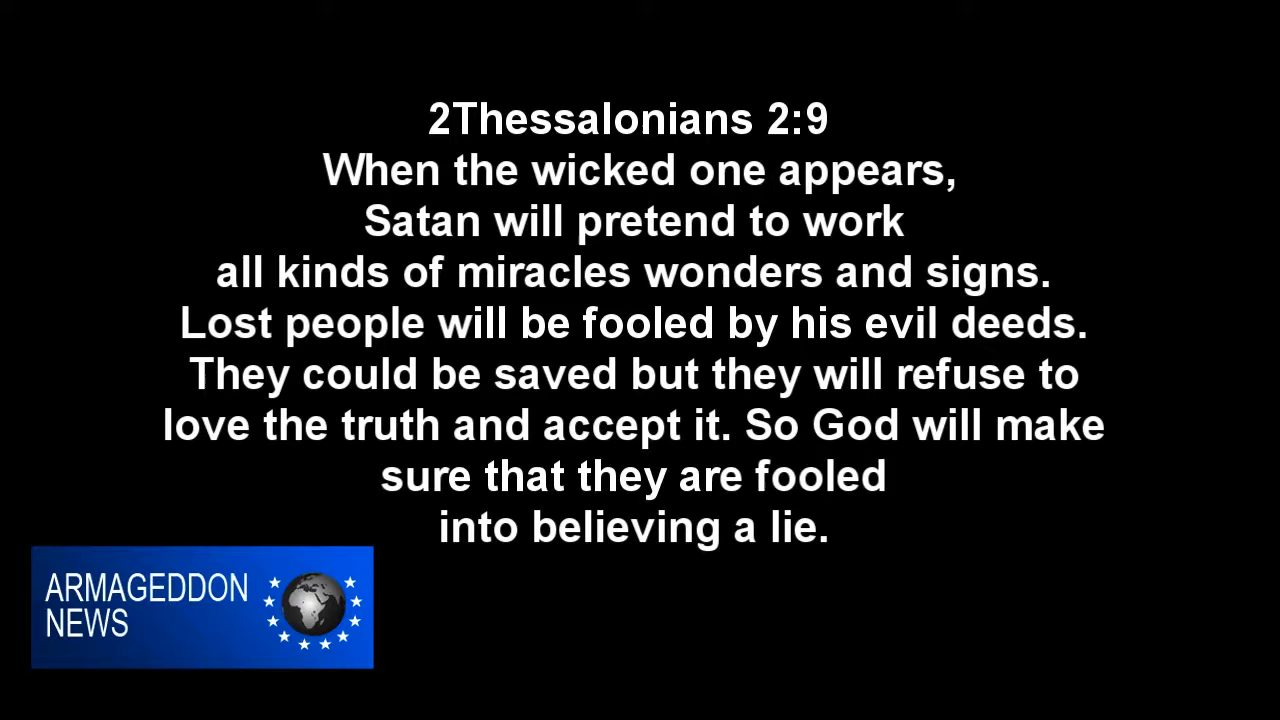 2Thessalonians 2:9
When the wicked one appears,
Satan will pretend to work
all kinds of miracles wonders and signs.
Lost people will be fooled by his evil deeds.
They could be saved but they will refuse to
love the truth and accept it. So God will make
sure that they are fooled
into believing a lie.
ARMAGEDDON
NEWS